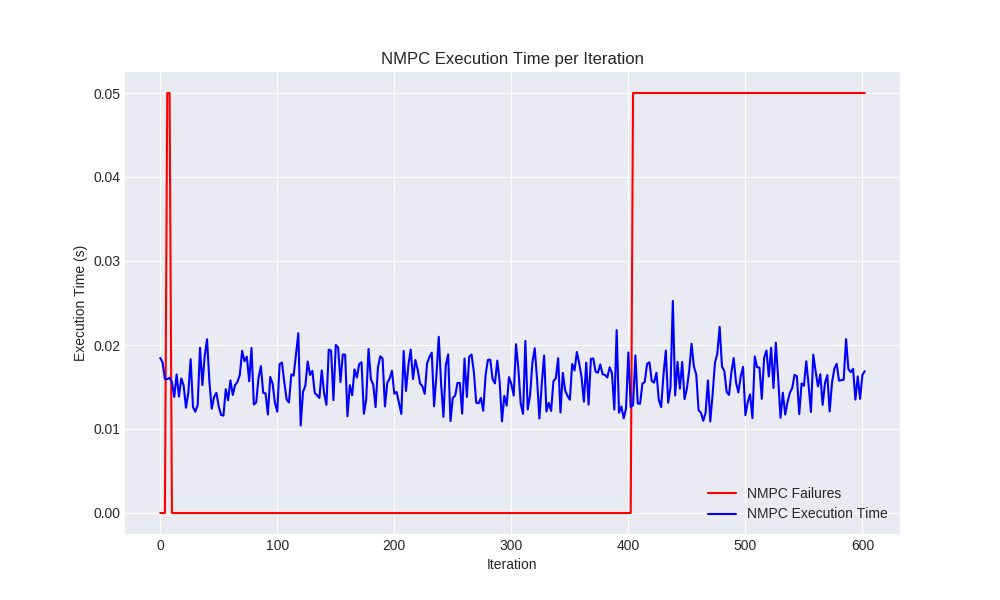 NMPC Execution Time per Iteration
Execution Time (s)
0.05
0.04
0.03
0.02
0.01
0.00
0 100 200 300 400 500 600
Iteration
NMPC Failures
NMPC Execution Time